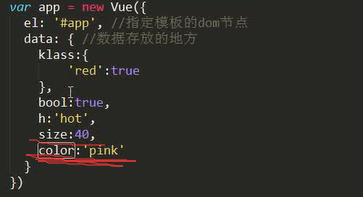 var app = new Vue({
el: '#app', //指定模板的dom节点
data: { //数据存放的地方
klass:{
'red':true
},
bool:true,
h:'hot',
size:40,
color:'pink'
}
})